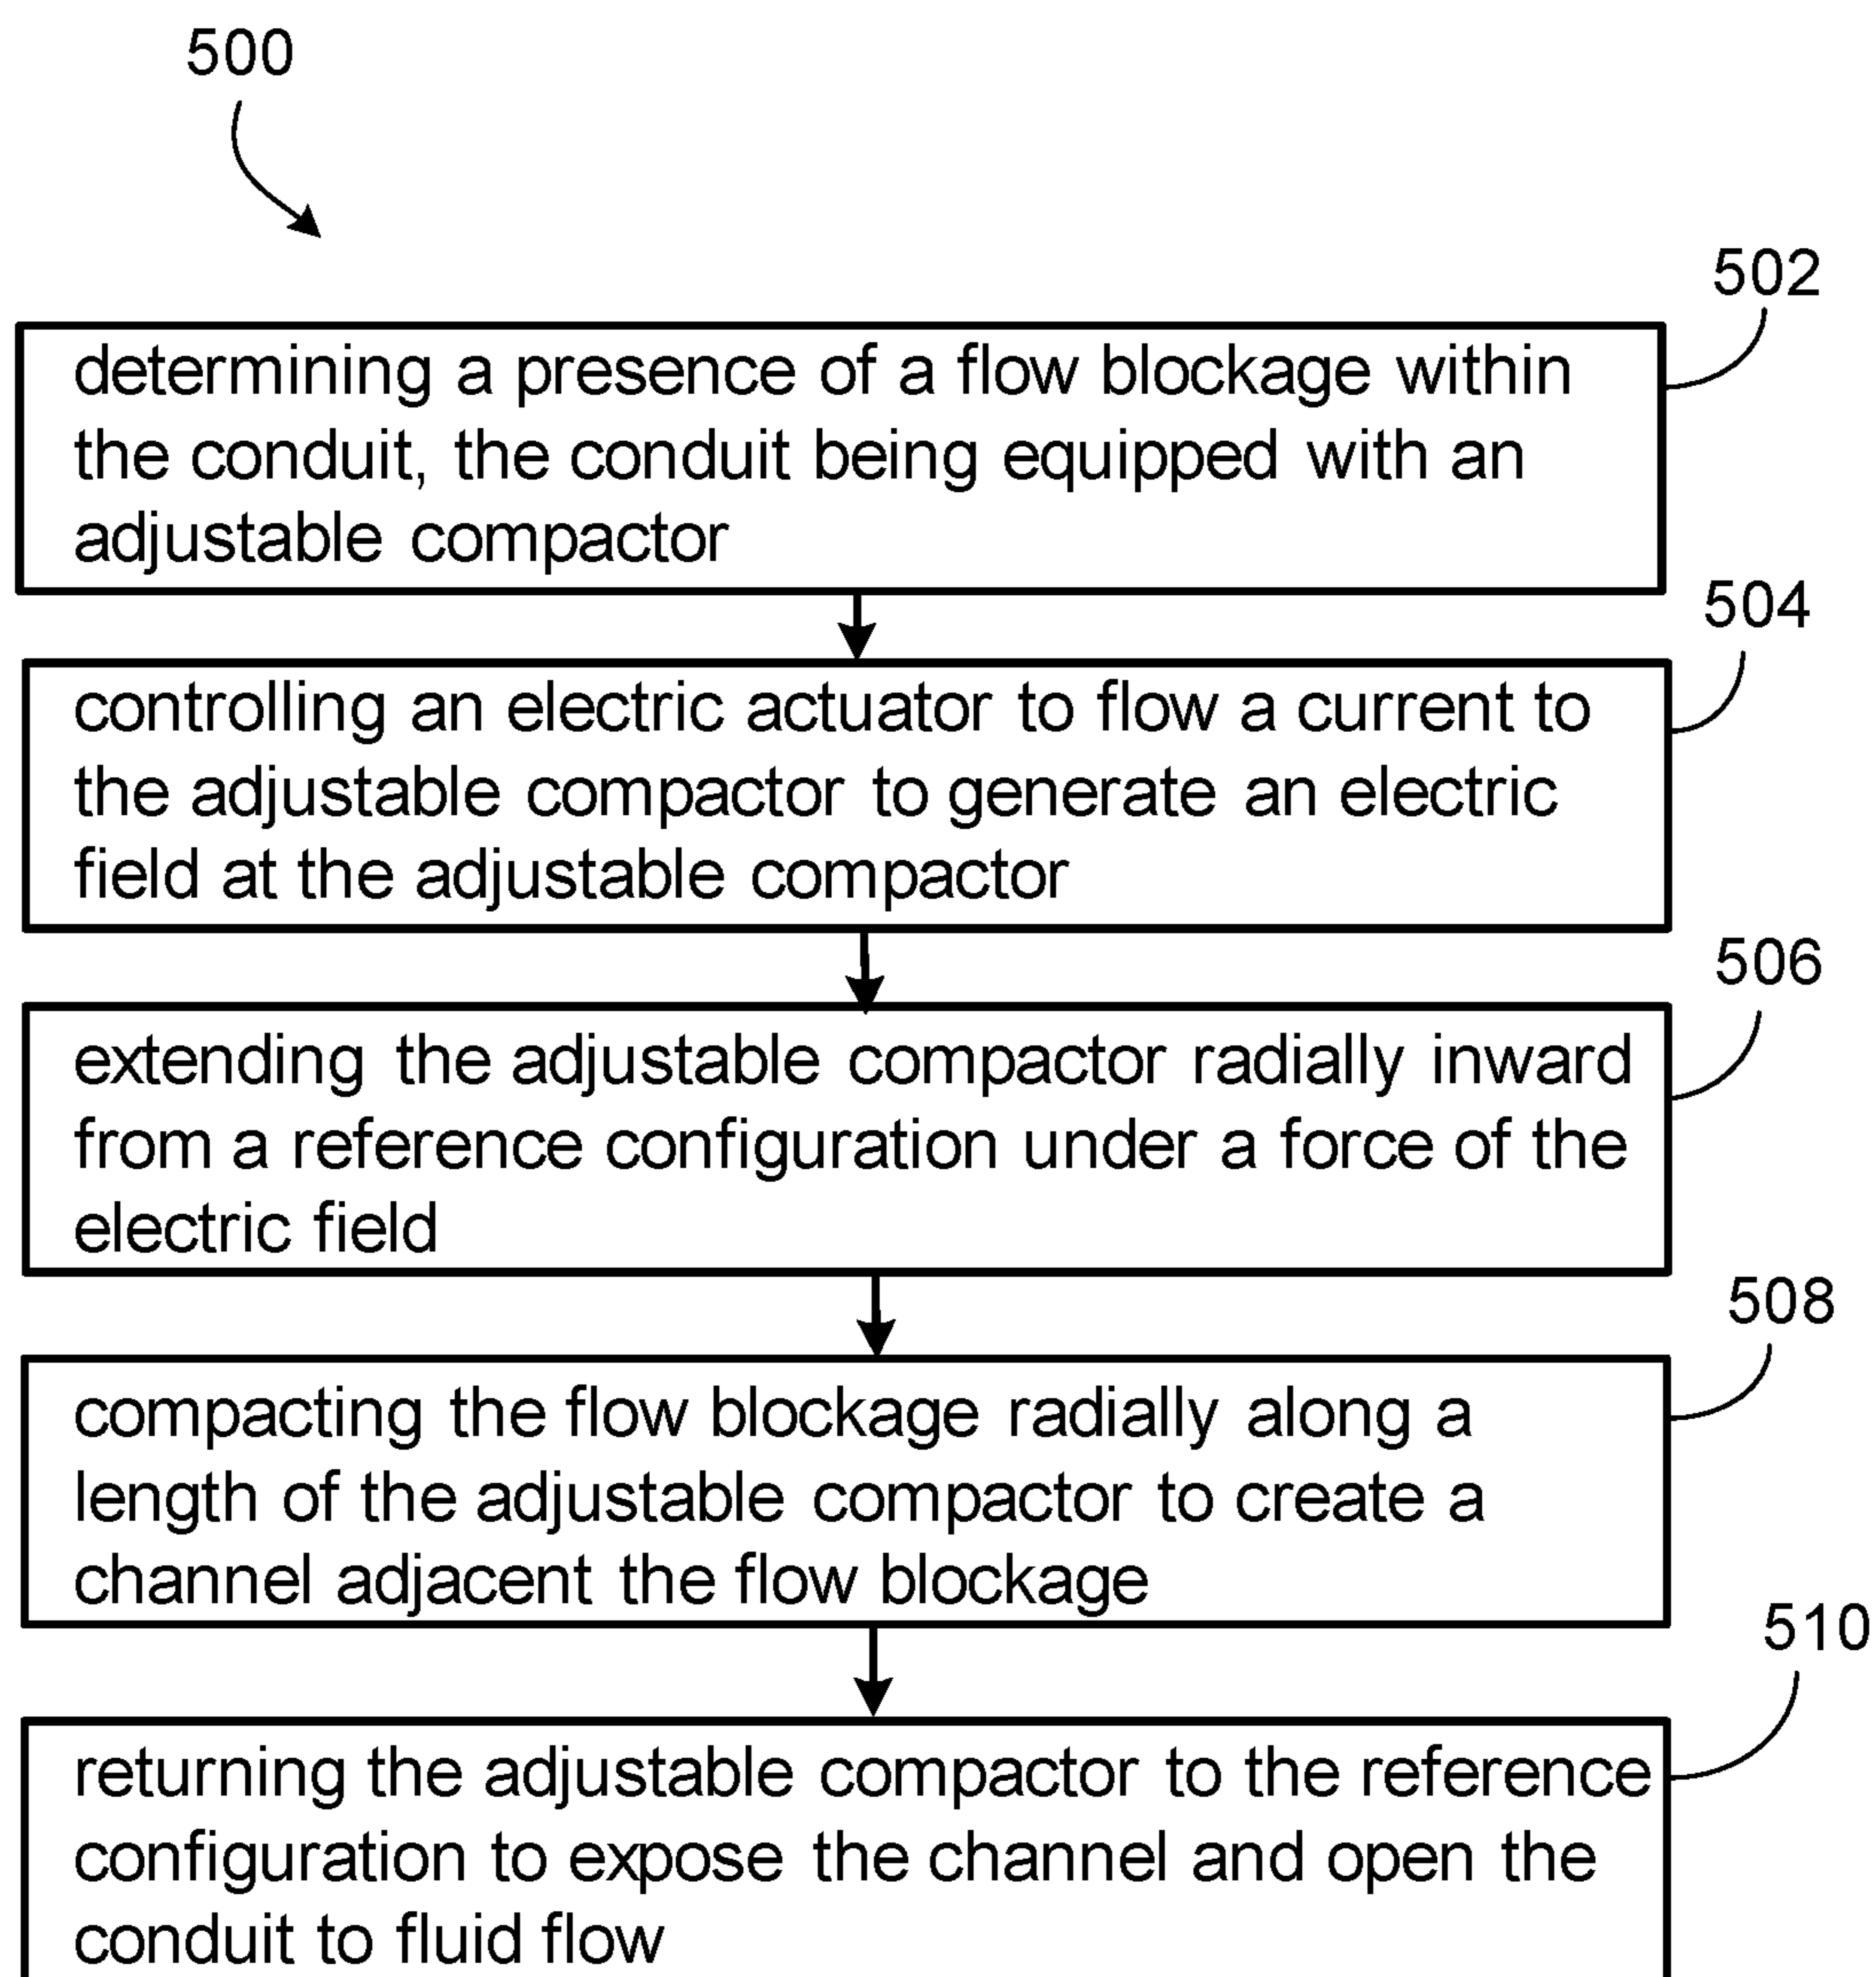 500
502
determining a presence of a flow blockage within
the conduit, the conduit being equipped with an
adjustable compactor
504
controlling an electric actuator to flow a current to
the adjustable compactor to generate an electric
field at the adjustable compactor
506
extending the adjustable compactor radially inward
from a reference configuration under a force of the
electric field
508
compacting the flow blockage radially along a
length of the adjustable compactor to create a
channel adjacent the flow blockage
510
returning the adjustable compactor to the reference
configuration to expose the channel and open the
conduit to fluid flow